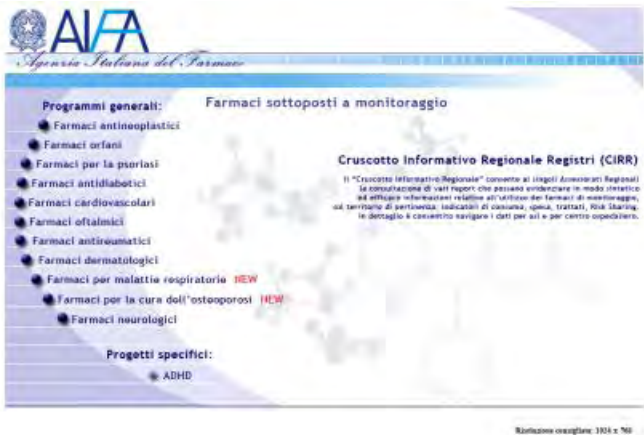 AIFA
Agenzia Italiana del Farmaco
Farmaci sottoposti a monitoraggio
Programmi generali:
Farmaci antineoplastici
Farmaci orfani
Farmaci per la psoriasi
Farmaci antidiabetici
Farmaci cardiovascolari
Farmaci oftalmici
Farmaci antireumatici
Farmaci dermatologici
Farmaci per malattie respiratorie NEW
Farmaci per la cura dell'osteoporosi NEW
Farmaci neurologici
Progetti specifici:
ADHD
Cruscotto Informativo Regionale Registri (CIRR)
Il "Cruscotto Informativo Regionale" consente ai singoli Assessorati Regionali
la consultazione di vari report che possano evidenziare in modo sintetico
ed efficace informazioni relative all'utilizzo dei farmaci di monitoraggio,
sul territorio di pertinenza: indicatori di consumo, spesa, trattati, Risk Sharing.
In dettaglio è consentito navigare i dati per asl e per centro ospedaliero.
Risoluzione consigliata: 1024 x 768